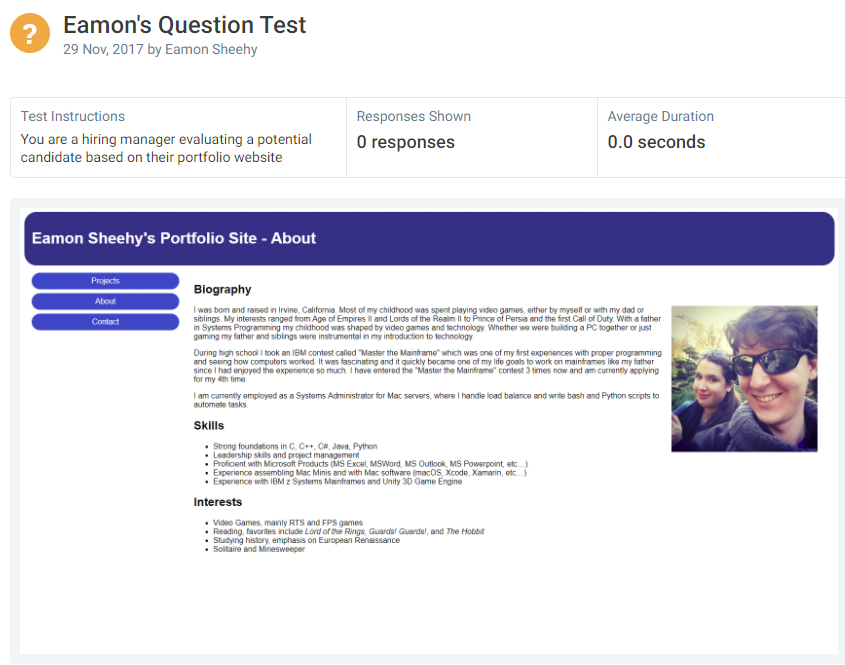 ?
Eamon's Question Test
29 Nov, 2017 by Eamon Sheehy
Test Instructions
You are a hiring manager evaluating a potential
candidate based on their portfolio website
Responses Shown
0 responses
Average Duration
0.0 seconds
Eamon Sheehy's Portfolio Site - About
Projects
About
Contact
Biography
I was born and raised in Irvine, California. Most of my childhood was spent playing video games, either by myself or with my dad or
siblings. My interests ranged from Age of Empires II and Lords of the Realm II to Prince of Persia and the first Call of Duty. With a father
in Systems Programming my childhood was shaped by video games and technology. Whether we were building a PC together or just
gaming my father and siblings were instrumental in my introduction to technology.
During high school I took an IBM contest called "Master the Mainframe" which was one of my first experiences with proper programming
and seeing how computers worked. It was fascinating and it quickly became one of my life goals to work on mainframes like my father
since I had enjoyed the experience so much. I have entered the "Master the Mainframe" contest 3 times now and am currently applying
for my 4th time.
I am currently employed as a Systems Administrator for Mac servers, where I handle load balance and write bash and Python scripts to
automate tasks.
Skills
• Strong foundations in C, C++, C#, Java, Python
• Leadership skills and project management
• Proficient with Microsoft Products (MS Excel, MSWord, MS Outlook, MS Powerpoint, etc...)
• Experience assembling Mac Minis and with Mac software (macOS, Xcode, Xamarin, etc...)
• Experience with IBM z Systems Mainframes and Unity 3D Game Engine
Interests
• Video Games, mainly RTS and FPS games
• Reading, favorites include Lord of the Rings, Guards! Guards!, and The Hobbit
• Studying history, emphasis on European Renaissance
• Solitaire and Minesweeper